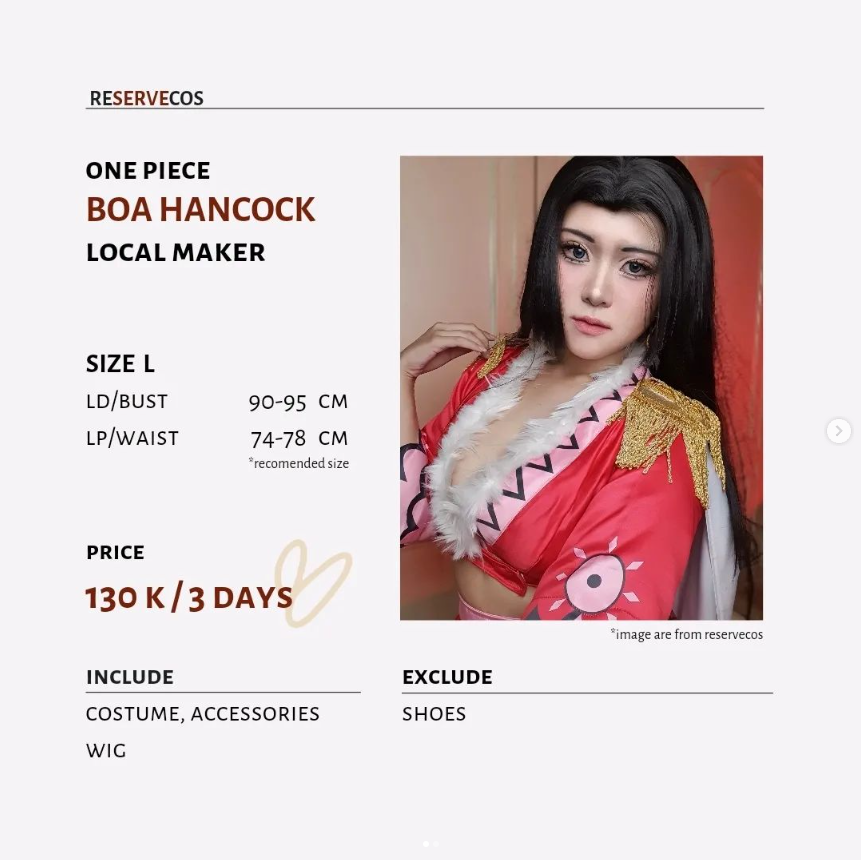 RESERVECOS
ONE PIECE
BOA HANCOCK
LOCAL MAKER
SIZE L
LD/BUST 90-95 CM
LP/WAIST 74-78 CM
*recomended size
PRICE
130 K / 3 DAYS
*image are from reservecos
INCLUDE
COSTUME, ACCESSORIES
WIG
EXCLUDE
SHOES